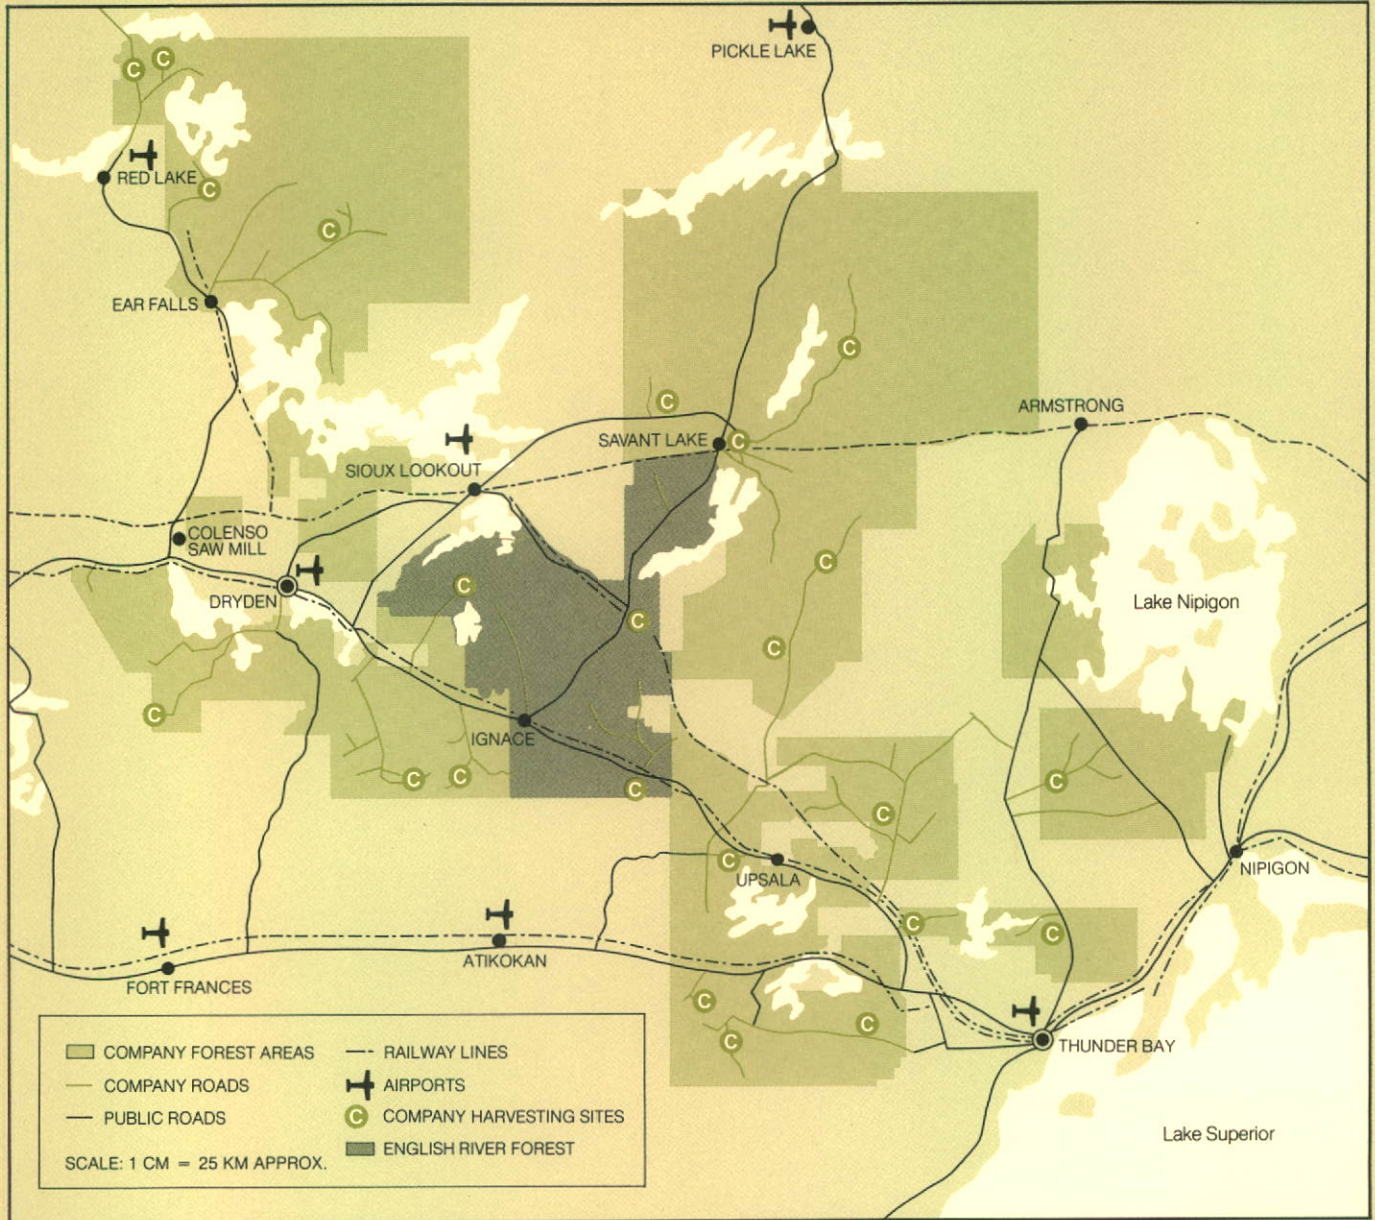 PICKLE LAKE
C
C
RED LAKE
C
C
EAR FALLS
C
C
ARMSTRONG
SAVANT LAKE
C
SIOUX LOOKOUT
COLENSO
SAW MILL
C
DRYDEN
C
Lake Nipigon
C
C
C
IGNACE
C
C
C
C
C
C
UPSALA
NIPIGON
C
C
ATIKOKAN
FORT FRANCES
C
C
C
THUNDER BAY
Lake Superior
COMPANY FOREST AREAS
COMPANY ROADS
PUBLIC ROADS
SCALE: 1 CM = 25 KM APPROX.
RAILWAY LINES
AIRPORTS
C COMPANY HARVESTING SITES
ENGLISH RIVER FOREST